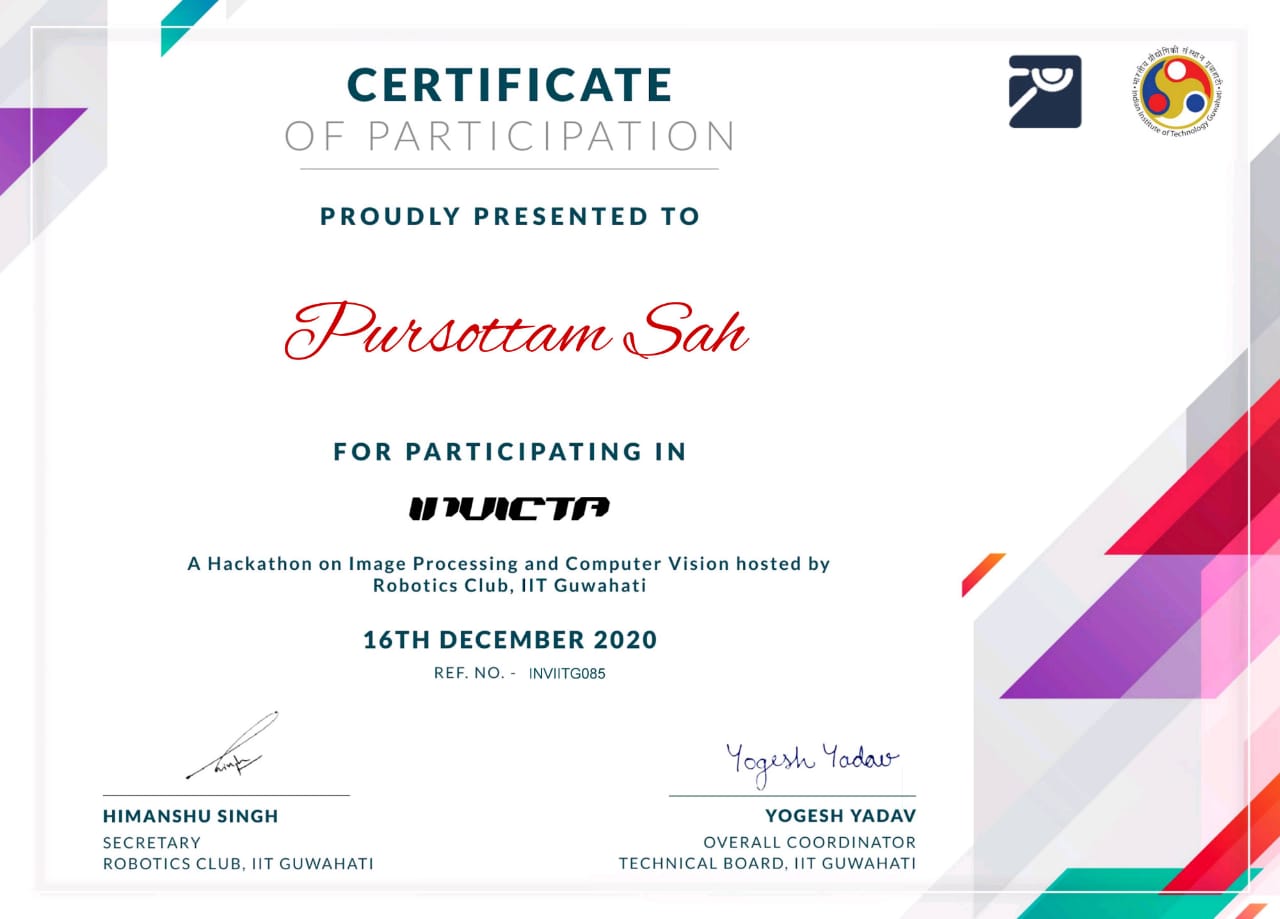 CERTIFICATE
OF PARTICIPATION
भारतीय प्रौद्योगिकी संस्थान गुवाहाटी
Indian Institute of Technology Guwahati
PROUDLY PRESENTED TO
Pursottam Sah
FOR PARTICIPATING IN
INVICTA
A Hackathon on Image Processing and Computer Vision hosted by
Robotics Club, IIT Guwahati
16TH DECEMBER 2020
REF. NO. - INVIITG085
Yogesh Yadav
HIMANSHU SINGH
SECRETARY
ROBOTICS CLUB, IIT GUWAHATI
YOGESH YADAV
OVERALL COORDINATOR
TECHNICAL BOARD, IIT GUWAHATI